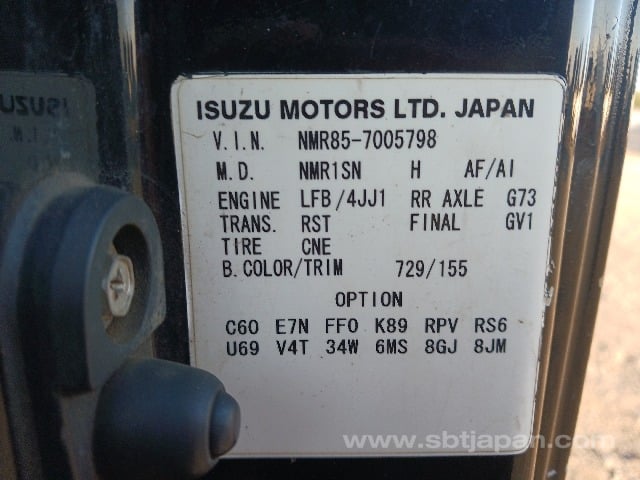 ISUZU MOTORS LTD. JAPAN
V.I.N. NMR85-7005798
M.D. NMR1SN H AF/AI
ENGINE LFB/4JJ1 RR AXLE G73
TRANS. RST FINAL GV1
TIRE CNE
B.COLOR/TRIM 729/155
OPTION
C60 E7N FF0 K89 RPV RS6
U69 V4T 34W 6MS 8GJ 8JM
www.sbtjapan.com